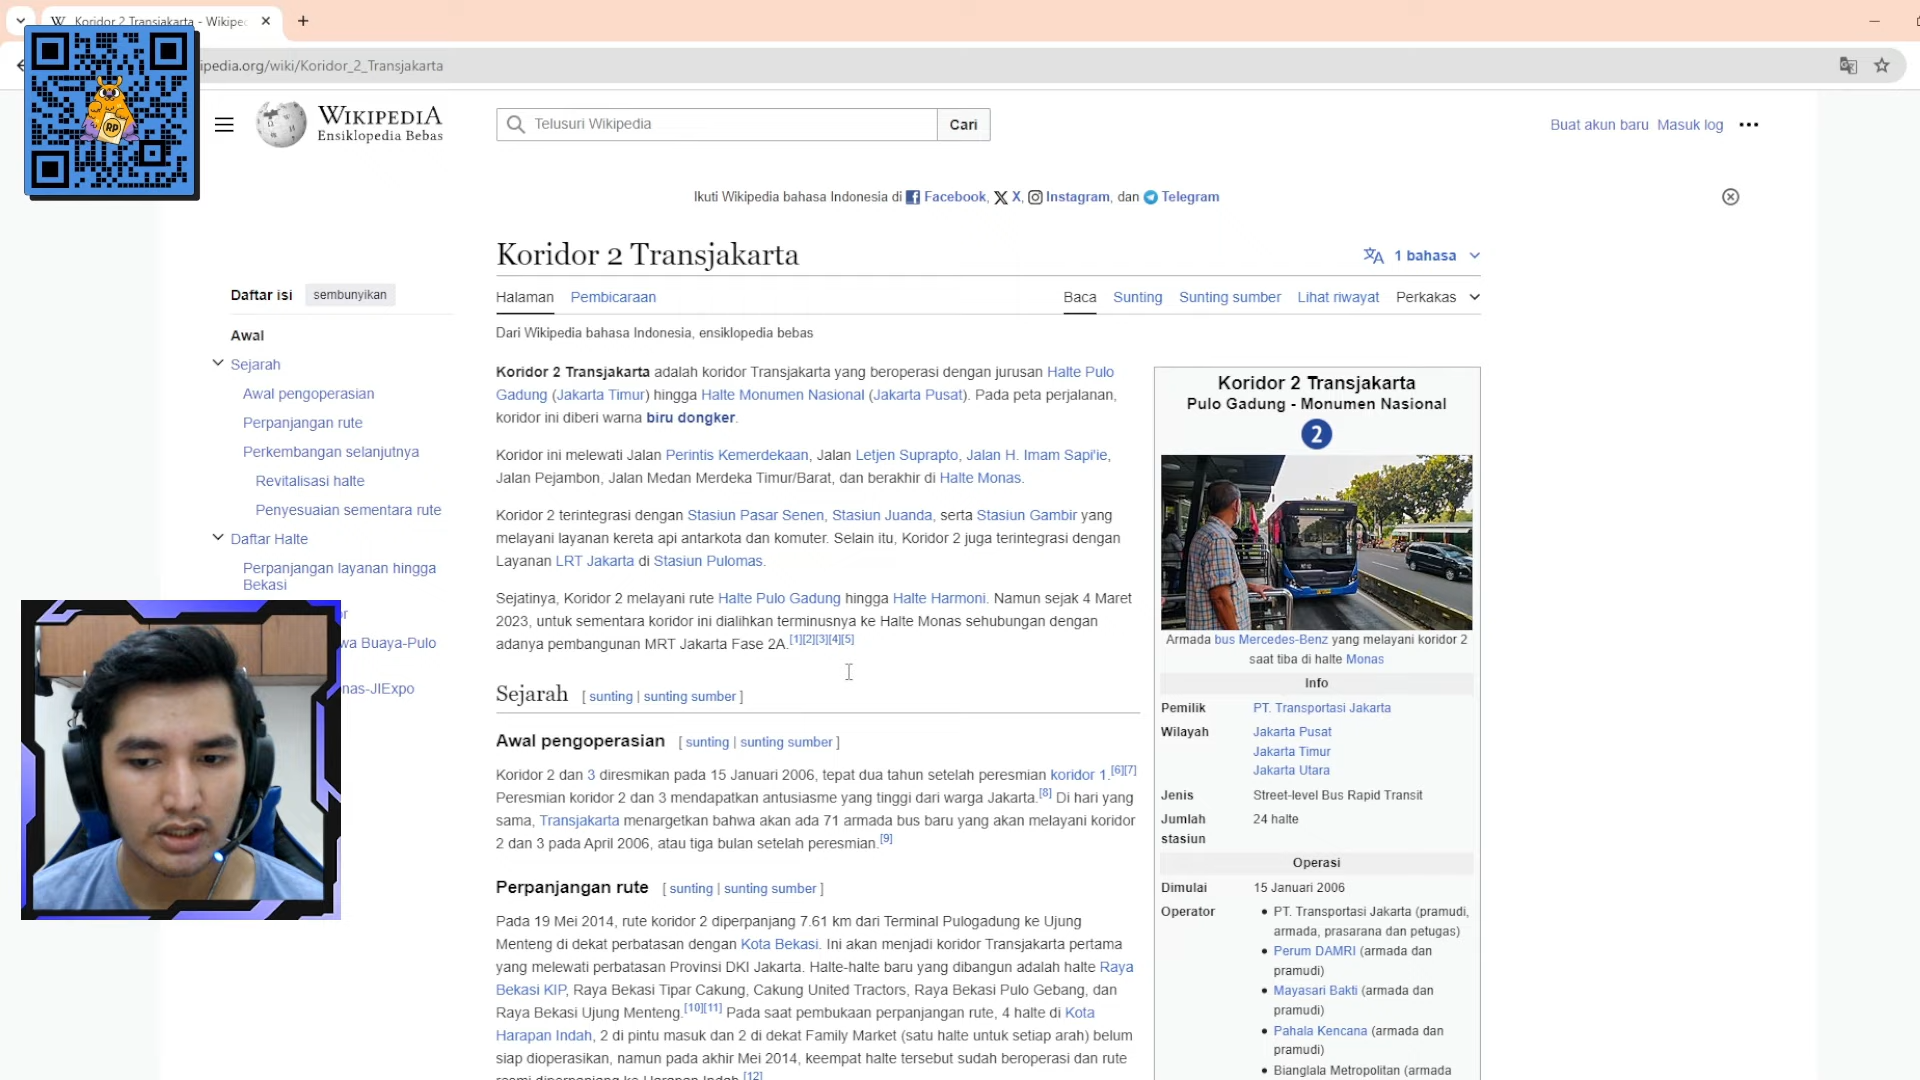 Koridor 2 Transjakarta - Wikipe
ipedia.org/wiki/Koridor_2_Transjakarta
RP
WIKIPEDIA
Ensiklopedia Bebas
Telusuri Wikipedia
Cari
Buat akun baru Masuk log
Ikuti Wikipedia bahasa Indonesia di Facebook, X, Instagram, dan Telegram
Koridor 2 Transjakarta
1 bahasa
Daftar isi sembunyikan
Awal
Sejarah
Awal pengoperasian
Perpanjangan rute
Perkembangan selanjutnya
Revitalisasi halte
Penyesuaian sementara rute
Daftar Halte
Perpanjangan layanan hingga
Bekasi
wa Buaya-Pulo
nas-JIExpo
Halaman Pembicaraan
Baca Sunting Sunting sumber Lihat riwayat Perkakas
Dari Wikipedia bahasa Indonesia, ensiklopedia bebas
Koridor 2 Transjakarta adalah koridor Transjakarta yang beroperasi dengan jurusan Halte Pulo
Gadung (Jakarta Timur) hingga Halte Monumen Nasional (Jakarta Pusat). Pada peta perjalanan,
koridor ini diberi warna biru dongker.
Koridor ini melewati Jalan Perintis Kemerdekaan, Jalan Letjen Suprapto, Jalan H. Imam Sapi'ie,
Jalan Pejambon, Jalan Medan Merdeka Timur/Barat, dan berakhir di Halte Monas.
Koridor 2 terintegrasi dengan Stasiun Pasar Senen, Stasiun Juanda, serta Stasiun Gambir yang
melayani layanan kereta api antarkota dan komuter. Selain itu, Koridor 2 juga terintegrasi dengan
Layanan LRT Jakarta di Stasiun Pulomas.
Sejatinya, Koridor 2 melayani rute Halte Pulo Gadung hingga Halte Harmoni. Namun sejak 4 Maret
2023, untuk sementara koridor ini dialihkan terminusnya ke Halte Monas sehubungan dengan
adanya pembangunan MRT Jakarta Fase 2A.[1][2][3][4][5]
Sejarah [ sunting | sunting sumber ]
Awal pengoperasian [ sunting | sunting sumber ]
Koridor 2 dan 3 diresmikan pada 15 Januari 2006, tepat dua tahun setelah peresmian koridor 1.[6][7]
Peresmian koridor 2 dan 3 mendapatkan antusiasme yang tinggi dari warga Jakarta.[8] Di hari yang
sama, Transjakarta menargetkan bahwa akan ada 71 armada bus baru yang akan melayani koridor
2 dan 3 pada April 2006, atau tiga bulan setelah peresmian.[9]
Perpanjangan rute [ sunting | sunting sumber ]
Pada 19 Mei 2014, rute koridor 2 diperpanjang 7.61 km dari Terminal Pulogadung ke Ujung
Menteng di dekat perbatasan dengan Kota Bekasi. Ini akan menjadi koridor Transjakarta pertama
yang melewati perbatasan Provinsi DKI Jakarta. Halte-halte baru yang dibangun adalah halte Raya
Bekasi KIP, Raya Bekasi Tipar Cakung, Cakung United Tractors, Raya Bekasi Pulo Gebang, dan
Raya Bekasi Ujung Menteng.[10][11] Pada saat pembukaan perpanjangan rute, 4 halte di Kota
Harapan Indah, 2 di pintu masuk dan 2 di dekat Family Market (satu halte untuk setiap arah) belum
siap dioperasikan, namun pada akhir Mei 2014, keempat halte tersebut sudah beroperasi dan rute
[12]
Koridor 2 Transjakarta
Pulo Gadung - Monumen Nasional
2
Armada bus Mercedes-Benz yang melayani koridor 2
saat tiba di halte Monas
Info
Pemilik PT. Transportasi Jakarta
Wilayah Jakarta Pusat
Jakarta Timur
Jakarta Utara
Jenis Street-level Bus Rapid Transit
Jumlah 24 halte
stasiun
Operasi
Dimulai 15 Januari 2006
Operator • PT. Transportasi Jakarta (pramudi,
armada, prasarana dan petugas)
• Perum DAMRI (armada dan
pramudi)
• Mayasari Bakti (armada dan
pramudi)
• Pahala Kencana (armada dan
pramudi)
• Bianglala Metropolitan (armada